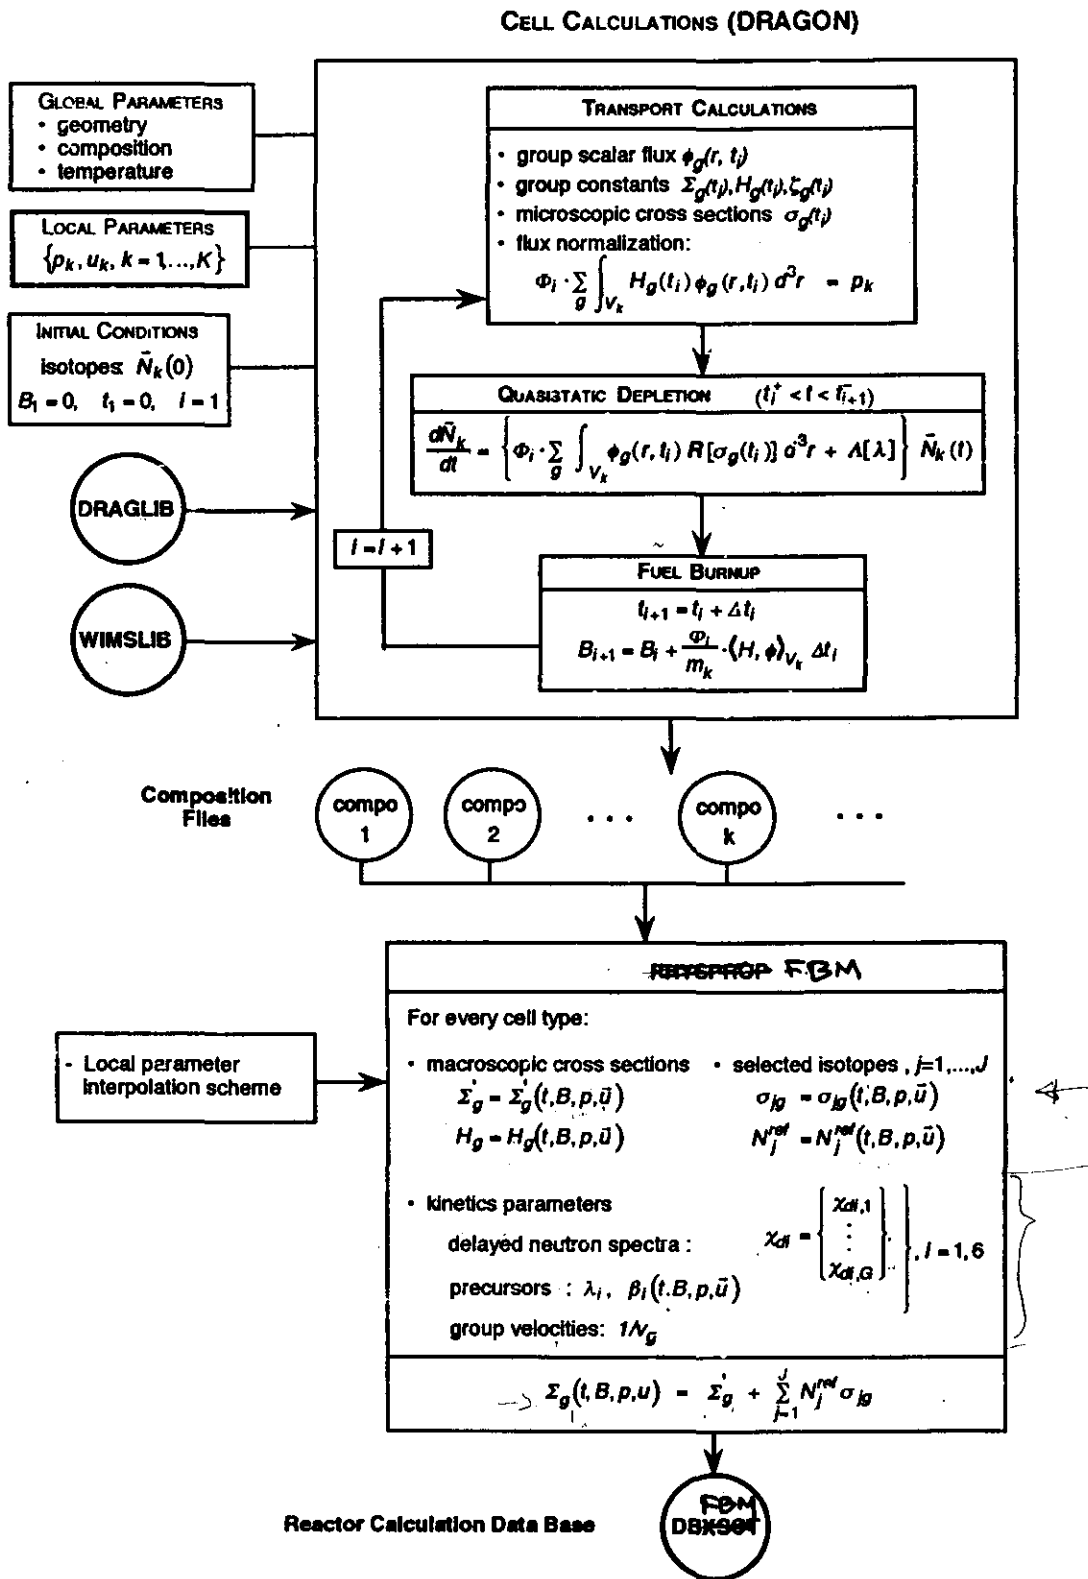 CELL CALCULATIONS (DRAGON)
GLOBAL PARAMETERS
• geometry
• composition
• temperature
LOCAL PARAMETERS
{p_k, u_k, k = 1,...,K}
INITIAL CONDITIONS
isotopes: N⃗_k(0)
B_1 = 0, t_1 = 0, i = 1
DRAGLIB
WIMSLIB
TRANSPORT CALCULATIONS
• group scalar flux ϕ_g(r, t_i)
• group constants Σ_g(t_i), H_g(t_i), ζ_g(t_i)
• microscopic cross sections σ_g(t_i)
• flux normalization:
Φ_i · Σ_g ∫_{V_k} H_g(t_i) ϕ_g(r,t_i) d³r = p_k
QUASISTATIC DEPLETION (t_i^+ < t < t_{i+1}^-)
dN⃗_k/dt = {Φ_i · Σ_g ∫_{V_k} ϕ_g(r, t_i) R[σ_g(t_i)] d³r + Λ[λ]} N⃗_k(t)
i = i + 1
FUEL BURNUP
t_{i+1} = t_i + Δt_i
B_{i+1} = B_i + Φ_i/m_k · ⟨H, ϕ⟩_{V_k} Δt_i
Composition
Files
compo
1
compo
2
. . .
compo
k
. . .
PHYSPROP FBM
- Local parameter
interpolation scheme
For every cell type:
• macroscopic cross sections
Σ'_g = Σ'_g(t,B,p,u⃗)
H_g = H_g(t,B,p,u⃗)
• selected isotopes , j=1,...,J
σ_jg = σ_jg(t,B,p,u⃗)
N_j^ref = N_j^ref(t,B,p,u⃗)
• kinetics parameters
delayed neutron spectra :
χ_di = {χ_di,1 ⋮ χ_di,G} }, i = 1,6
precursors : λ_i, β_i(t.B,p,u⃗)
group velocities: 1/v_g
Σ_g(t,B,p,u) = Σ'_g + Σ_{j=1}^J N_j^ref σ_jg
Reactor Calculation Data Base
FBM